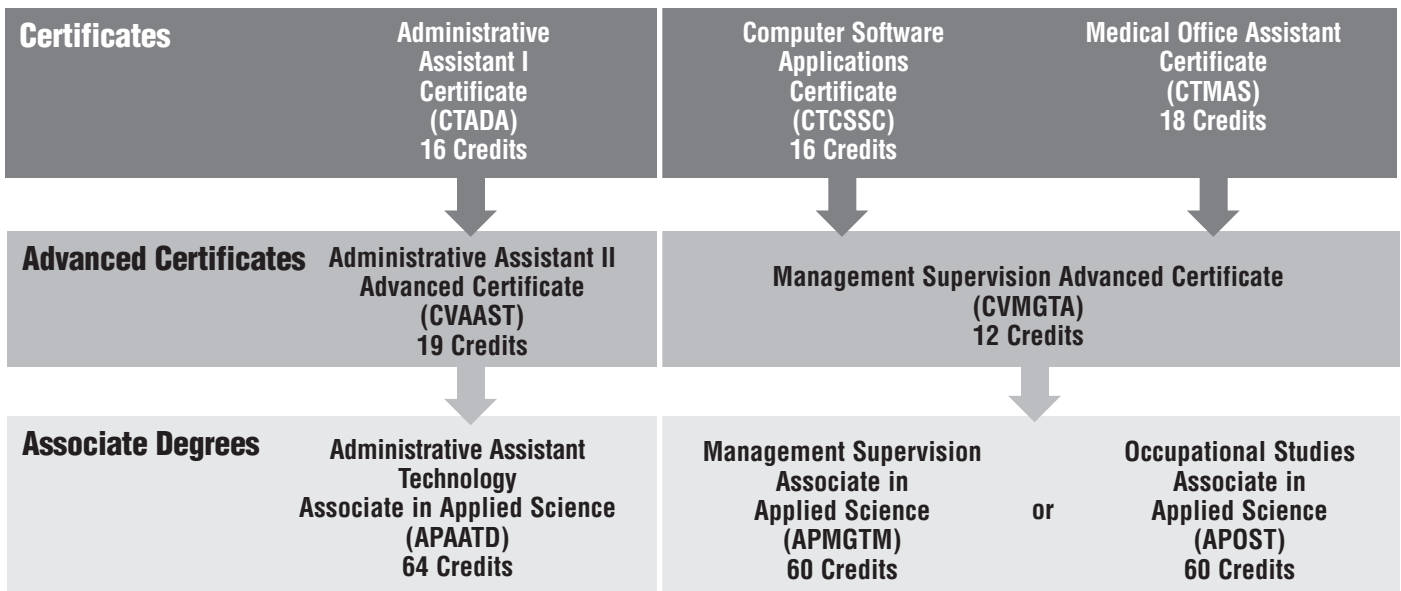 Certificates
Administrative
Assistant I
Certificate
(CTADA)
16 Credits
Computer Software
Applications
Certificate
(CTCSSC)
16 Credits
Medical Office Assistant
Certificate
(CTMAS)
18 Credits
Advanced Certificates
Administrative Assistant II
Advanced Certificate
(CVAAST)
19 Credits
Management Supervision Advanced Certificate
(CVMGTA)
12 Credits
Associate Degrees
Administrative Assistant
Technology
Associate in Applied Science
(APAATD)
64 Credits
Management Supervision
Associate in
Applied Science
(APMGTM)
60 Credits
or
Occupational Studies
Associate in
Applied Science
(APOST)
60 Credits